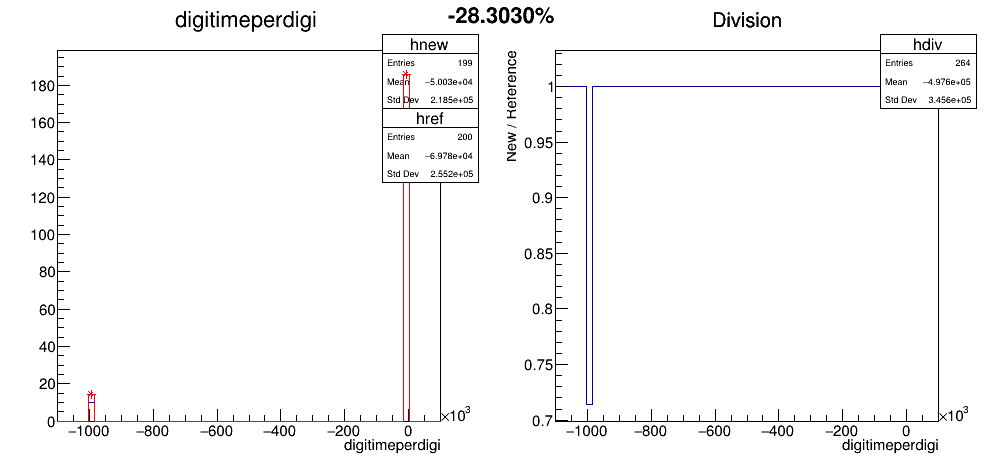 -28.3030%
digitimeperdigi
hnew
Entries 199
Mean −5.003e+04
Std Dev 2.185e+05
href
Entries 200
Mean −6.978e+04
Std Dev 2.552e+05
180
160
140
120
100
80
60
40
20
0
−1000 −800 −600 −400 −200 0
×10³
digitimeperdigi
Division
hdiv
Entries 264
Mean −4.976e+05
Std Dev 3.456e+05
New / Reference
1
0.95
0.9
0.85
0.8
0.75
0.7
−1000 −800 −600 −400 −200 0
×10³
digitimeperdigi